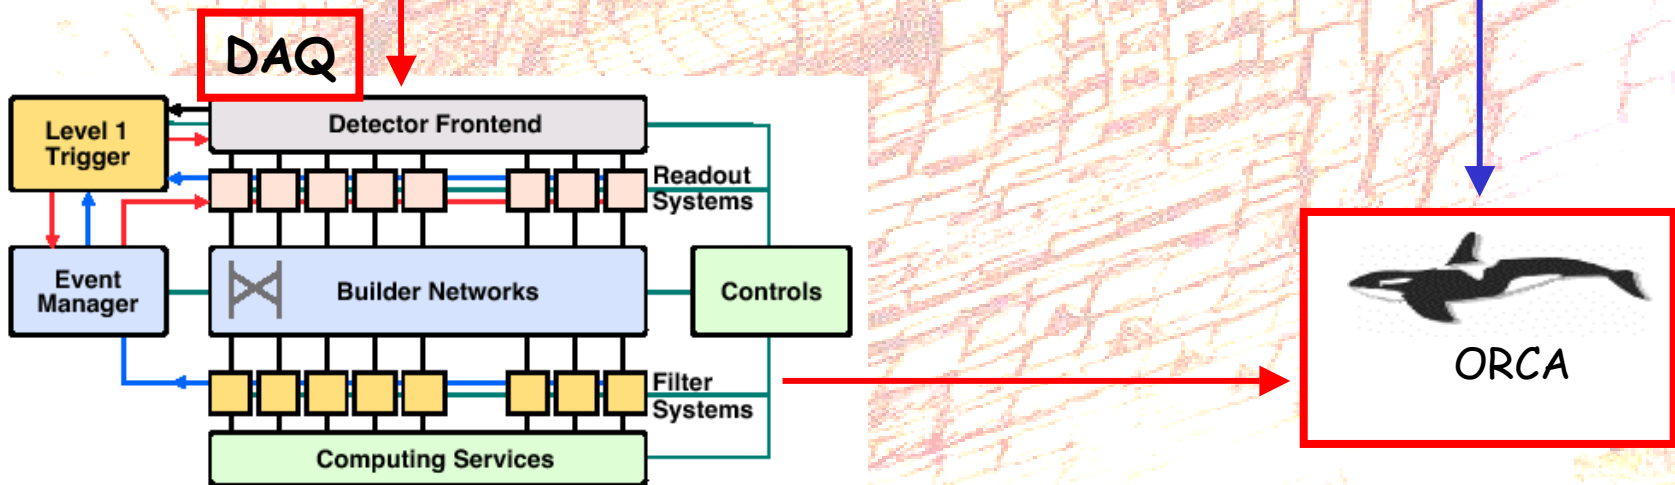 DAQ
Detector Frontend
Level 1
Trigger
Readout
Systems
Event
Manager
Builder Networks
Controls
ORCA
Filter
Systems
Computing Services